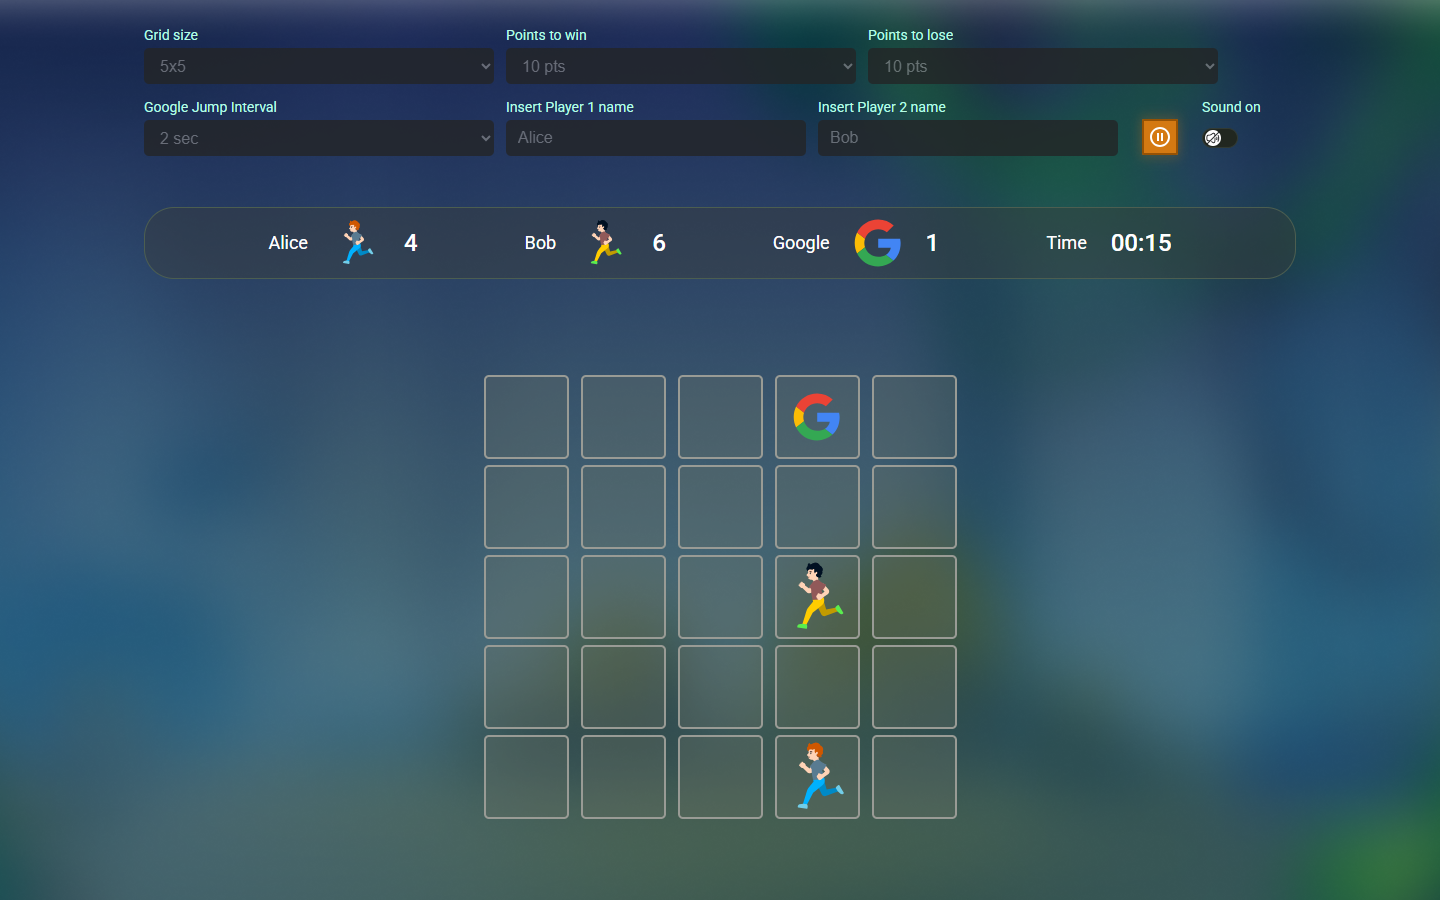 Grid size Points to win Points to lose
5x5 10 pts 10 pts
Google Jump Interval Insert Player 1 name Insert Player 2 name Sound on
2 sec Alice Bob
Alice 4 Bob 6 Google 1 Time 00:15